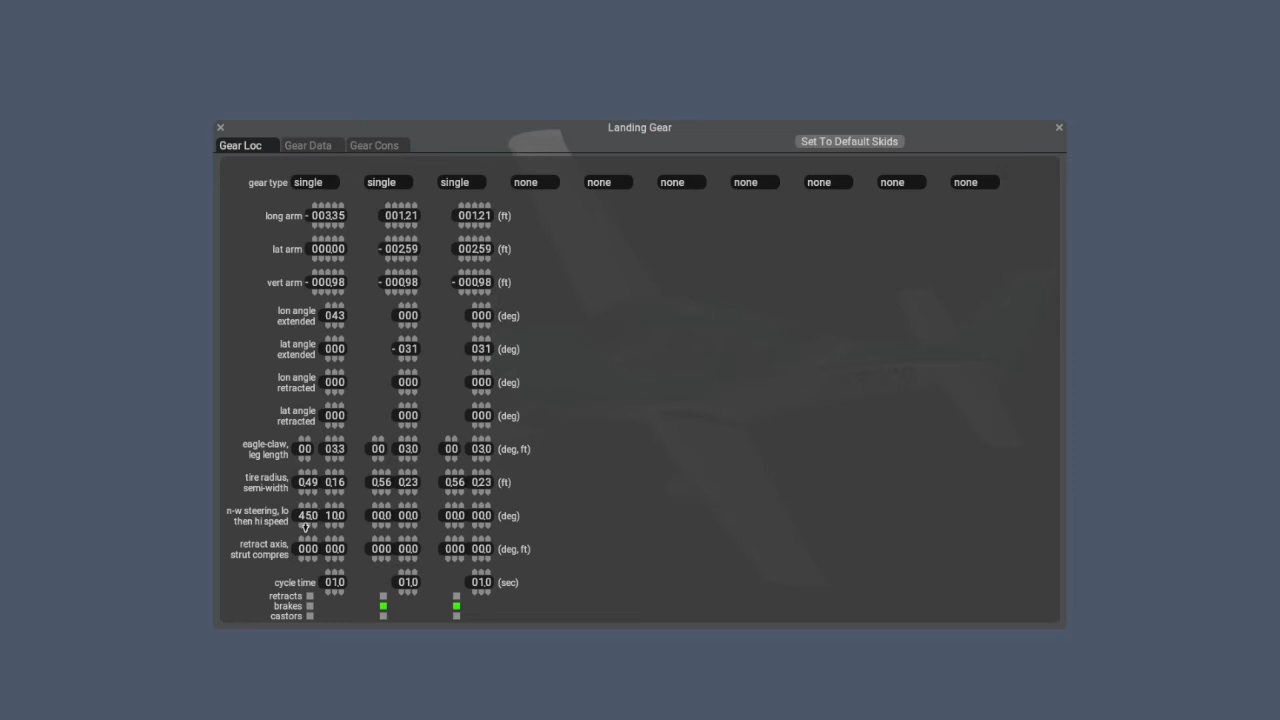 Landing Gear
Gear Loc Gear Data Gear Cons Set To Default Skids
gear type single single single none none none none none none none
long arm - 003,35 001,21 001,21 (ft)
lat arm 000,00 - 002,59 002,59 (ft)
vert arm - 000,98 - 000,98 - 000,98 (ft)
lon angle
extended 043 000 000 (deg)
lat angle
extended 000 - 031 031 (deg)
lon angle
retracted 000 000 000 (deg)
lat angle
retracted 000 000 000 (deg)
eagle-claw,
leg length 00 03,3 00 03,0 00 03,0 (deg, ft)
tire radius,
semi-width 0,49 0,16 0,56 0,23 0,56 0,23 (ft)
n-w steering, lo
then hi speed 45,0 10,0 00,0 00,0 00,0 00,0 (deg)
retract axis,
strut compres 000 00,0 000 00,0 000 00,0 (deg, ft)
cycle time 01,0 01,0 01,0 (sec)
retracts
brakes
castors